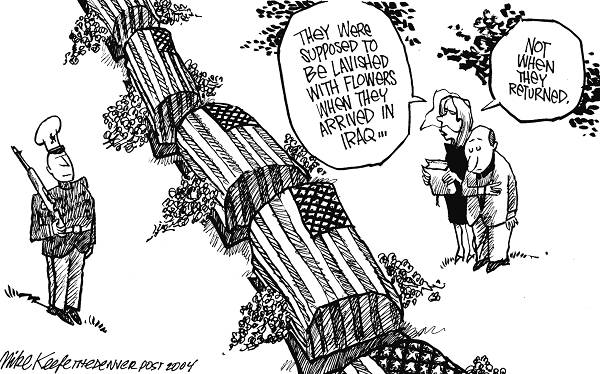 THEY WERE
SUPPOSED TO
BE LAVISHED
WITH FLOWERS
WHEN THEY
ARRIVED IN
IRAQ...
NOT
WHEN
THEY
RETURNED.
Mike Keefe THE DENVER POST 2004